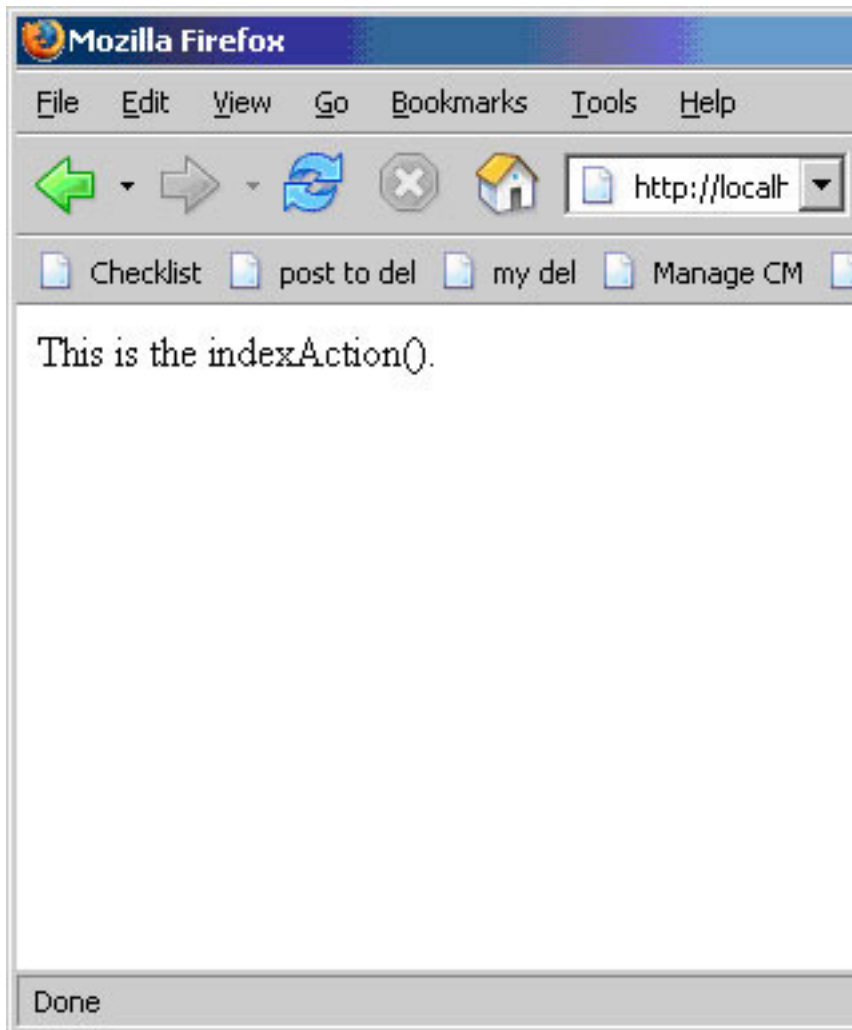 Mozilla Firefox
File Edit View Go Bookmarks Tools Help
http://localh
Checklist post to del my del Manage CM
This is the indexAction().
Done